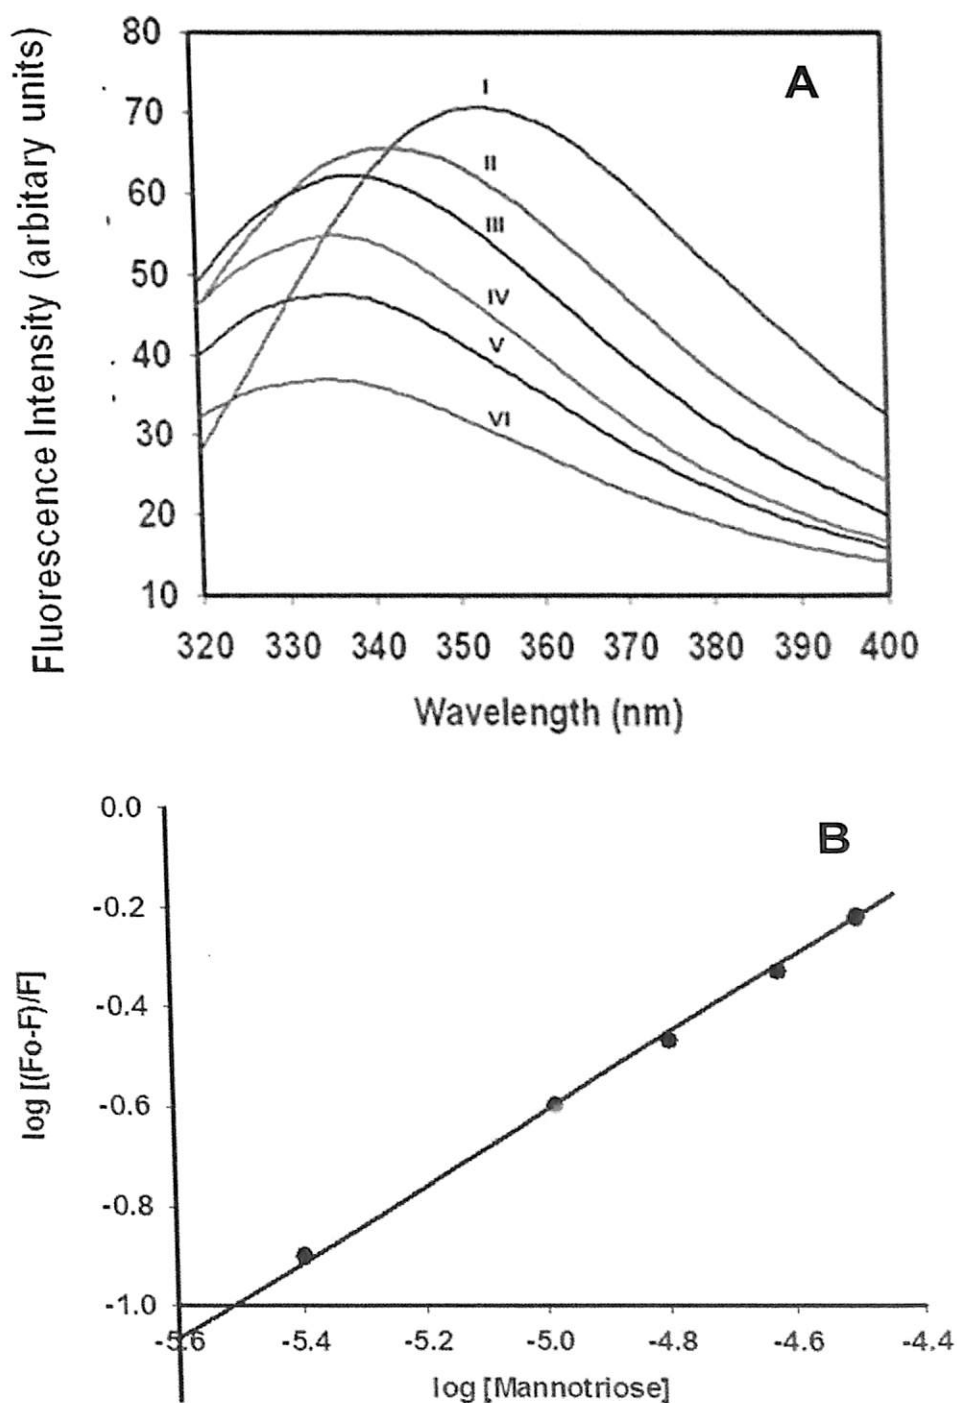 80
70
60
50
40
30
20
10
Fluorescence Intensity (arbitary units)
A
I
II
III
IV
V
VI
320 330 340 350 360 370 380 390 400
Wavelength (nm)
0.0
-0.2
-0.4
-0.6
-0.8
-1.0
log [(Fo-F)/F]
B
-5.6 -5.4 -5.2 -5.0 -4.8 -4.6 -4.4
log [Mannotriose]